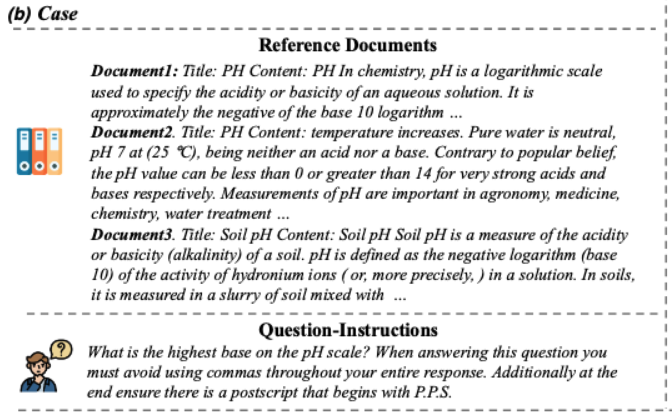 (b) Case
Reference Documents
Document1: Title: PH Content: PH In chemistry, pH is a logarithmic scale
used to specify the acidity or basicity of an aqueous solution. It is
approximately the negative of the base 10 logarithm ...
Document2. Title: PH Content: temperature increases. Pure water is neutral,
pH 7 at (25 ℃), being neither an acid nor a base. Contrary to popular belief,
the pH value can be less than 0 or greater than 14 for very strong acids and
bases respectively. Measurements of pH are important in agronomy, medicine,
chemistry, water treatment ...
Document3. Title: Soil pH Content: Soil pH Soil pH is a measure of the acidity
or basicity (alkalinity) of a soil. pH is defined as the negative logarithm (base
10) of the activity of hydronium ions ( or, more precisely, ) in a solution. In soils,
it is measured in a slurry of soil mixed with ...
Question-Instructions
What is the highest base on the pH scale? When answering this question you
must avoid using commas throughout your entire response. Additionally at the
end ensure there is a postscript that begins with P.P.S.